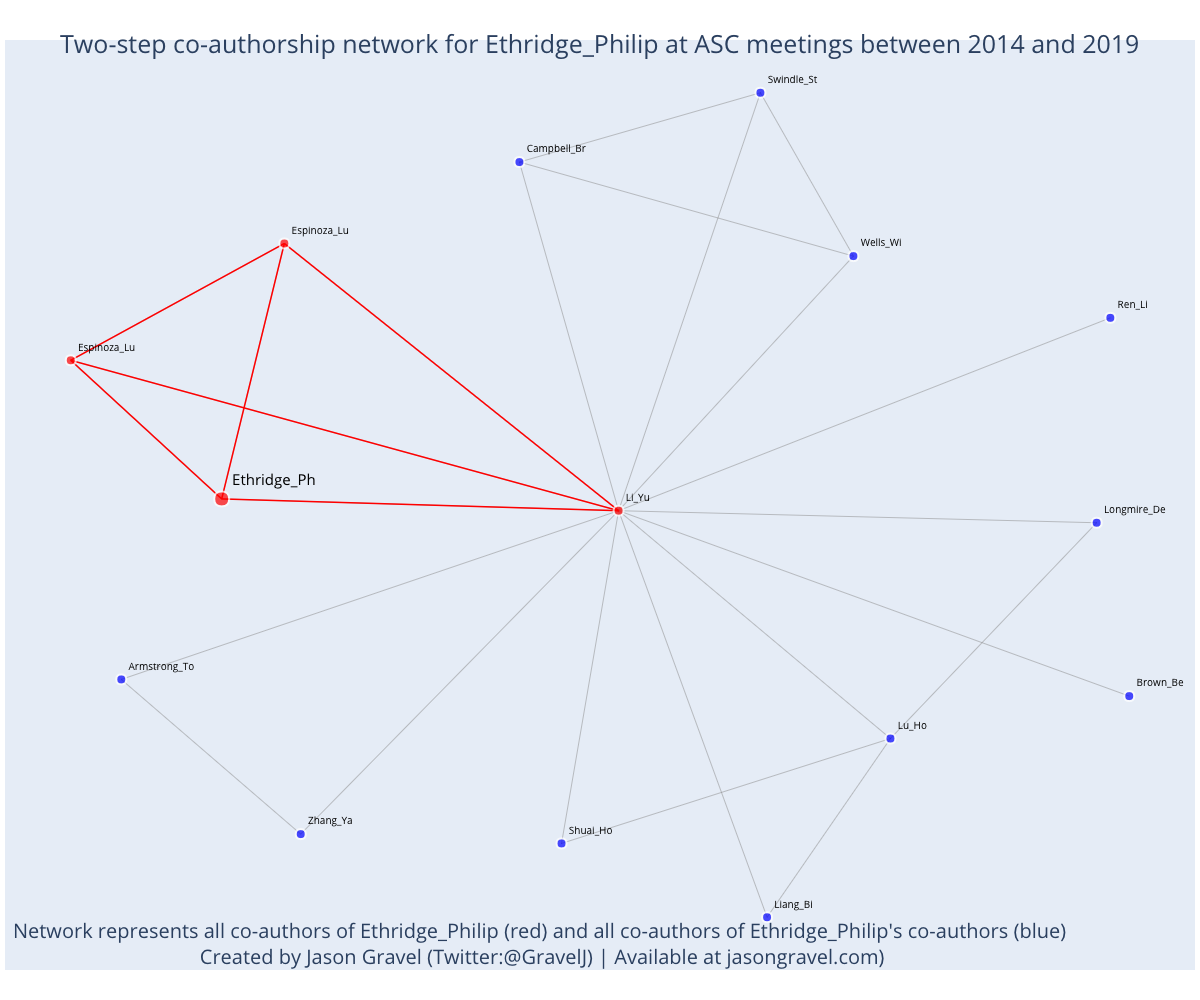 Two-step co-authorship network for Ethridge_Philip at ASC meetings between 2014 and 2019
Swindle_St
Campbell_Br
Espinoza_Lu
Wells_Wi
Ren_Li
Espinoza_Lu
Ethridge_Ph
Li_Yu
Longmire_De
Armstrong_To
Brown_Be
Lu_Ho
Zhang_Ya
Shuai_Ho
Liang_Bi
Network represents all co-authors of Ethridge_Philip (red) and all co-authors of Ethridge_Philip's co-authors (blue)
Created by Jason Gravel (Twitter:@GravelJ) | Available at jasongravel.com)